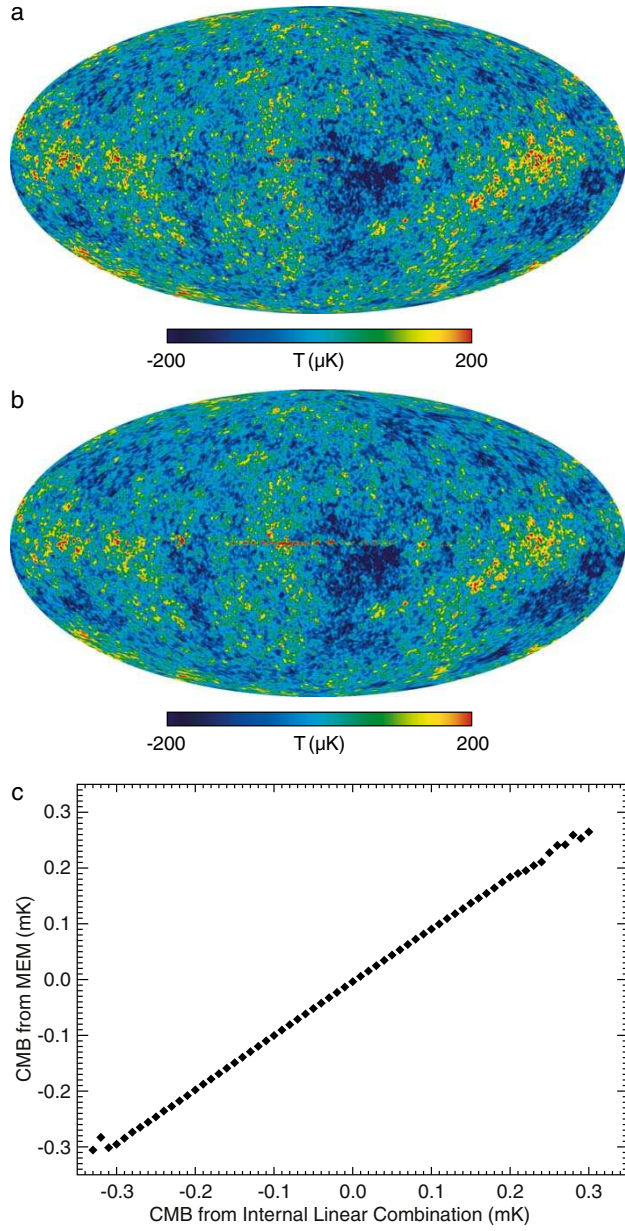 a
-200 T (µK) 200
b
-200 T (µK) 200
c
0.3
0.2
0.1
0.0
-0.1
-0.2
-0.3
CMB from MEM (mK)
-0.3 -0.2 -0.1 0.0 0.1 0.2 0.3
CMB from Internal Linear Combination (mK)